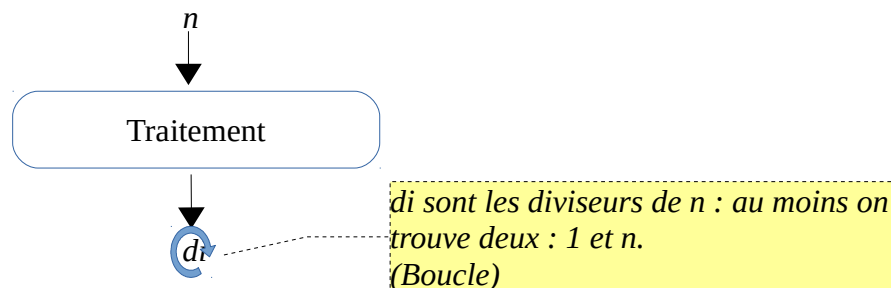 n
Traitement
di
di sont les diviseurs de n : au moins on
trouve deux : 1 et n.
(Boucle)